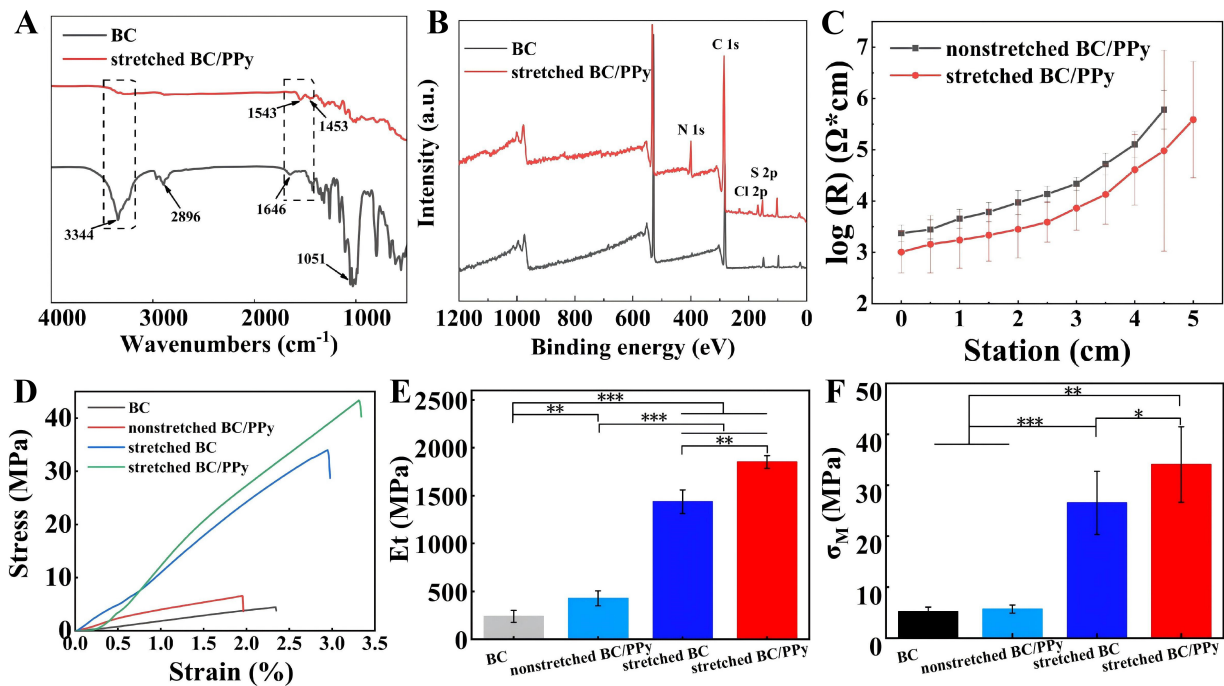 A
BC
stretched BC/PPy
1543
1453
3344
2896
1646
1051
4000
3000
2000
1000
Wavenumbers (cm-1)
B
BC
stretched BC/PPy
C 1s
N 1s
S 2p
Cl 2p
Intensity (a.u.)
1200
1000
800
600
400
200
0
Binding energy (eV)
C
nonstretched BC/PPy
stretched BC/PPy
log (R) (Ω*cm)
7
6
5
4
3
2
0
1
2
3
4
5
Station (cm)
D
BC
nonstretched BC/PPy
stretched BC
stretched BC/PPy
Stress (MPa)
40
30
20
10
0
0.0
0.5
1.0
1.5
2.0
2.5
3.0
3.5
Strain (%)
E
Et (MPa)
2500
2000
1500
1000
500
0
***
**
***
**
BC
nonstretched BC/PPy
stretched BC
stretched BC/PPy
F
σM (MPa)
50
40
30
20
10
0
**
***
*
BC
nonstretched BC/PPy
stretched BC
stretched BC/PPy